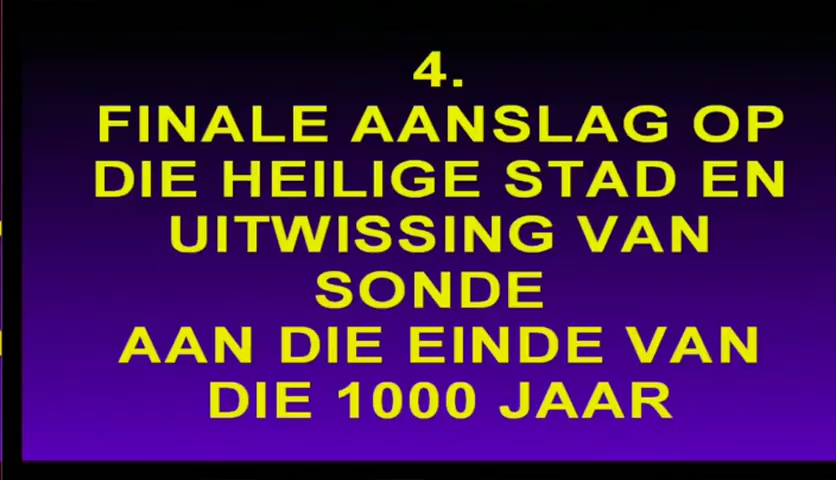 4.
FINALE AANSLAG OP
DIE HEILIGE STAD EN
UITWISSING VAN
SONDE
AAN DIE EINDE VAN
DIE 1000 JAAR